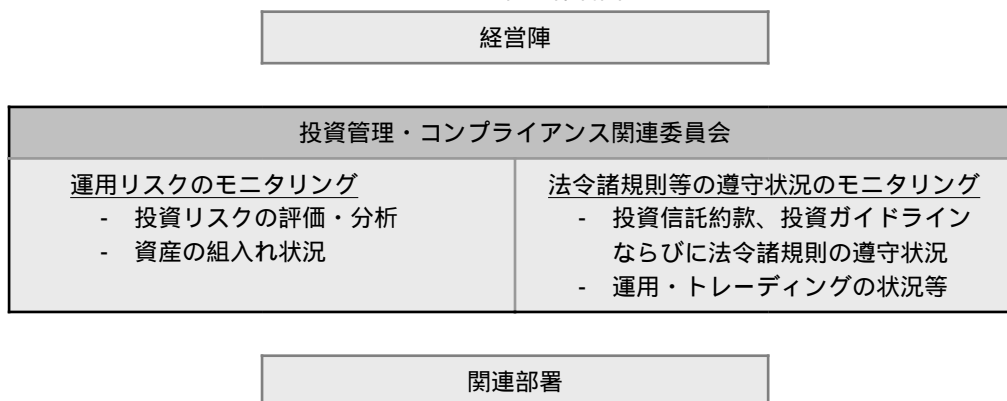 経営陣
投資管理・コンプライアンス関連委員会
運用リスクのモニタリング
- 投資リスクの評価・分析
- 資産の組入れ状況
法令諸規則等の遵守状況のモニタリング
- 投資信託約款、投資ガイドライン
ならびに法令諸規則の遵守状況
- 運用・トレーディングの状況等
関連部署